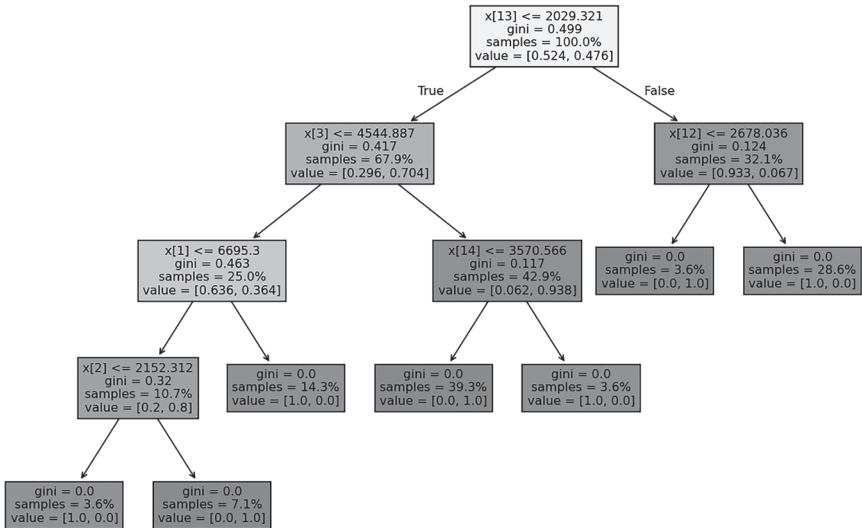 x[13] <= 2029.321
gini = 0.499
samples = 100.0%
value = [0.524, 0.476]
True
False
x[3] <= 4544.887
gini = 0.417
samples = 67.9%
value = [0.296, 0.704]
x[12] <= 2678.036
gini = 0.124
samples = 32.1%
value = [0.933, 0.067]
x[1] <= 6695.3
gini = 0.463
samples = 25.0%
value = [0.636, 0.364]
x[14] <= 3570.566
gini = 0.117
samples = 42.9%
value = [0.062, 0.938]
gini = 0.0
samples = 3.6%
value = [0.0, 1.0]
gini = 0.0
samples = 28.6%
value = [1.0, 0.0]
x[2] <= 2152.312
gini = 0.32
samples = 10.7%
value = [0.2, 0.8]
gini = 0.0
samples = 14.3%
value = [1.0, 0.0]
gini = 0.0
samples = 39.3%
value = [0.0, 1.0]
gini = 0.0
samples = 3.6%
value = [1.0, 0.0]
gini = 0.0
samples = 3.6%
value = [1.0, 0.0]
gini = 0.0
samples = 7.1%
value = [0.0, 1.0]